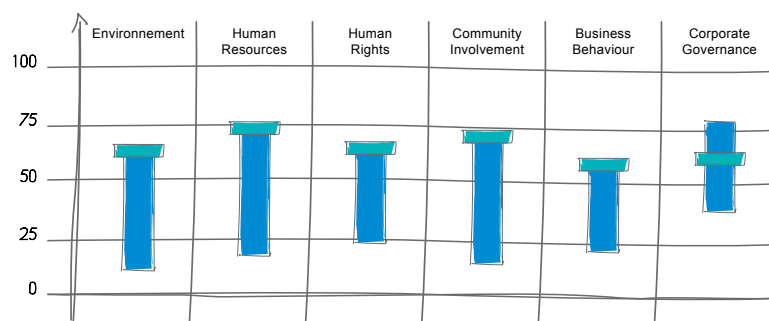 Environnement
Human
Resources
Human
Rights
Community
Involvement
Business
Behaviour
Corporate
Governance
100
75
50
25
0